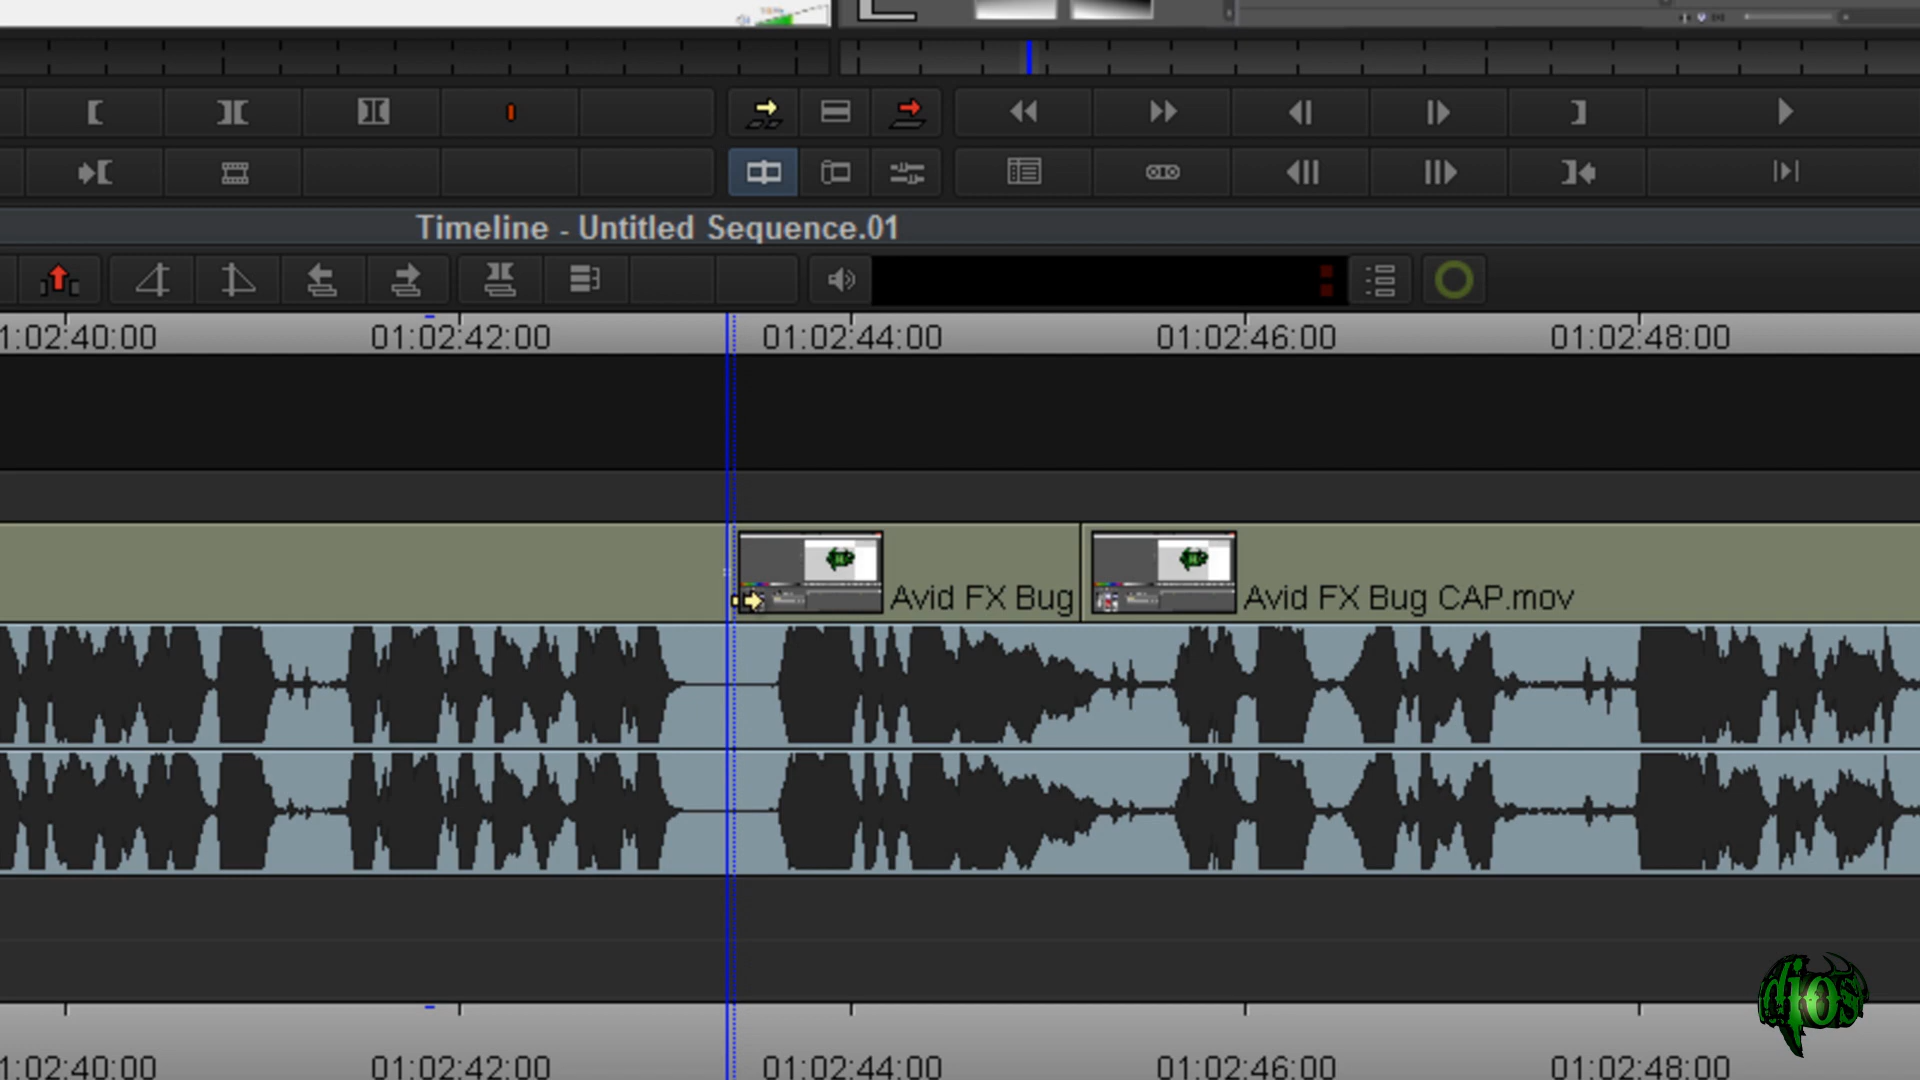 Timeline - Untitled Sequence.01
1:02:40:00 01:02:42:00 01:02:44:00 01:02:46:00 01:02:48:00
Avid FX Bug Avid FX Bug CAP.mov
1:02:40:00 01:02:42:00 01:02:44:00 01:02:46:00 01:02:48:00
djos